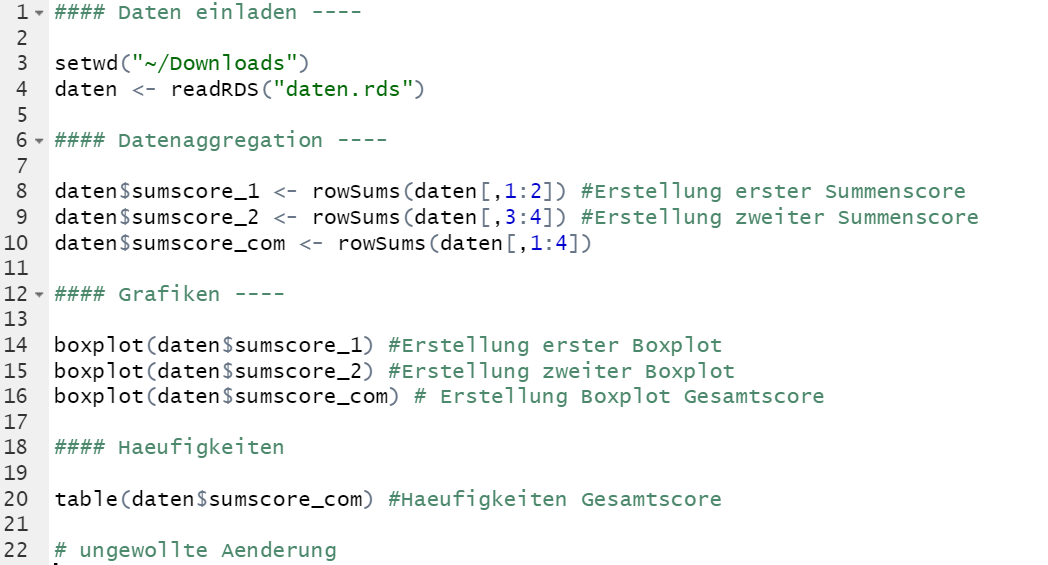 1 #### Daten einladen ----
2
3 setwd("~/Downloads")
4 daten <- readRDS("daten.rds")
5
6 #### Datenaggregation ----
7
8 daten$sumscore_1 <- rowSums(daten[,1:2]) #Erstellung erster Summenscore
9 daten$sumscore_2 <- rowSums(daten[,3:4]) #Erstellung zweiter Summenscore
10 daten$sumscore_com <- rowSums(daten[,1:4])
11
12 #### Grafiken ----
13
14 boxplot(daten$sumscore_1) #Erstellung erster Boxplot
15 boxplot(daten$sumscore_2) #Erstellung zweiter Boxplot
16 boxplot(daten$sumscore_com) # Erstellung Boxplot Gesamtscore
17
18 #### Haeufigkeiten
19
20 table(daten$sumscore_com) #Haeufigkeiten Gesamtscore
21
22 # ungewollte Aenderung